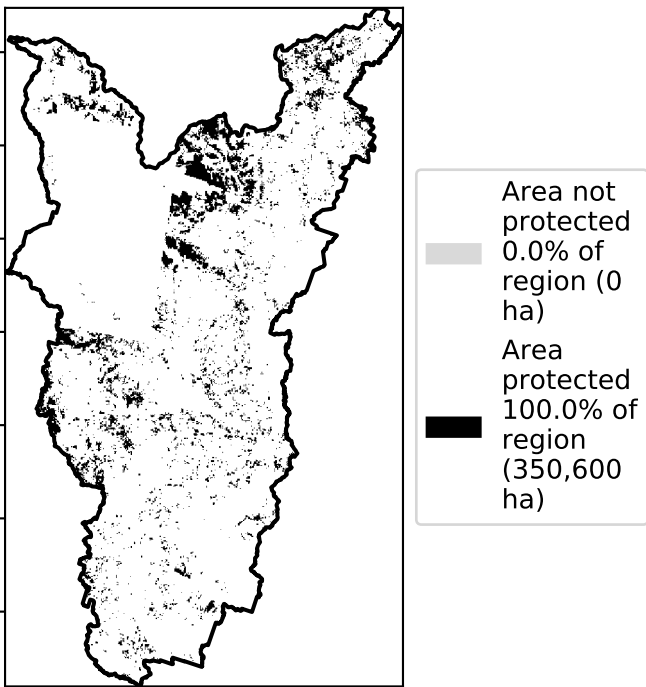 Area not
protected
0.0% of
region (0
ha)
Area
protected
100.0% of
region
(350,600
ha)